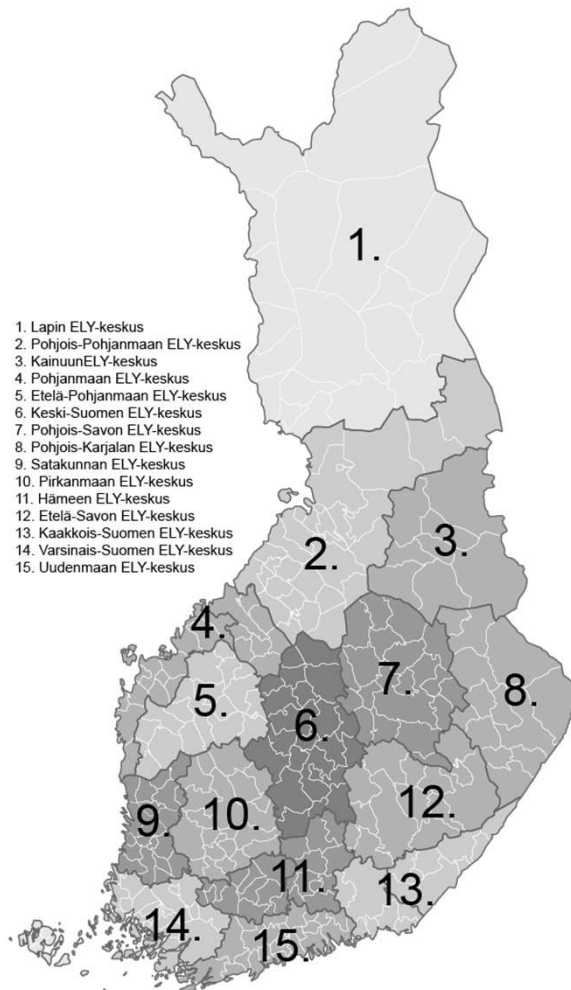 1.
1. Lapin ELY-keskus
2. Pohjois-Pohjanmaan ELY-keskus
3. KainuunELY-keskus
4. Pohjanmaan ELY-keskus
5. Etelä-Pohjanmaan ELY-keskus
6. Keski-Suomen ELY-keskus
7. Pohjois-Savon ELY-keskus
8. Pohjois-Karjalan ELY-keskus
9. Satakunnan ELY-keskus
10. Pirkanmaan ELY-keskus
11. Hämeen ELY-keskus
12. Etelä-Savon ELY-keskus
13. Kaakkois-Suomen ELY-keskus
14. Varsinais-Suomen ELY-keskus
15. Uudenmaan ELY-keskus
2.
3.
4.
5.
6.
7.
8.
9.
10.
12.
11.
13.
14.
15.